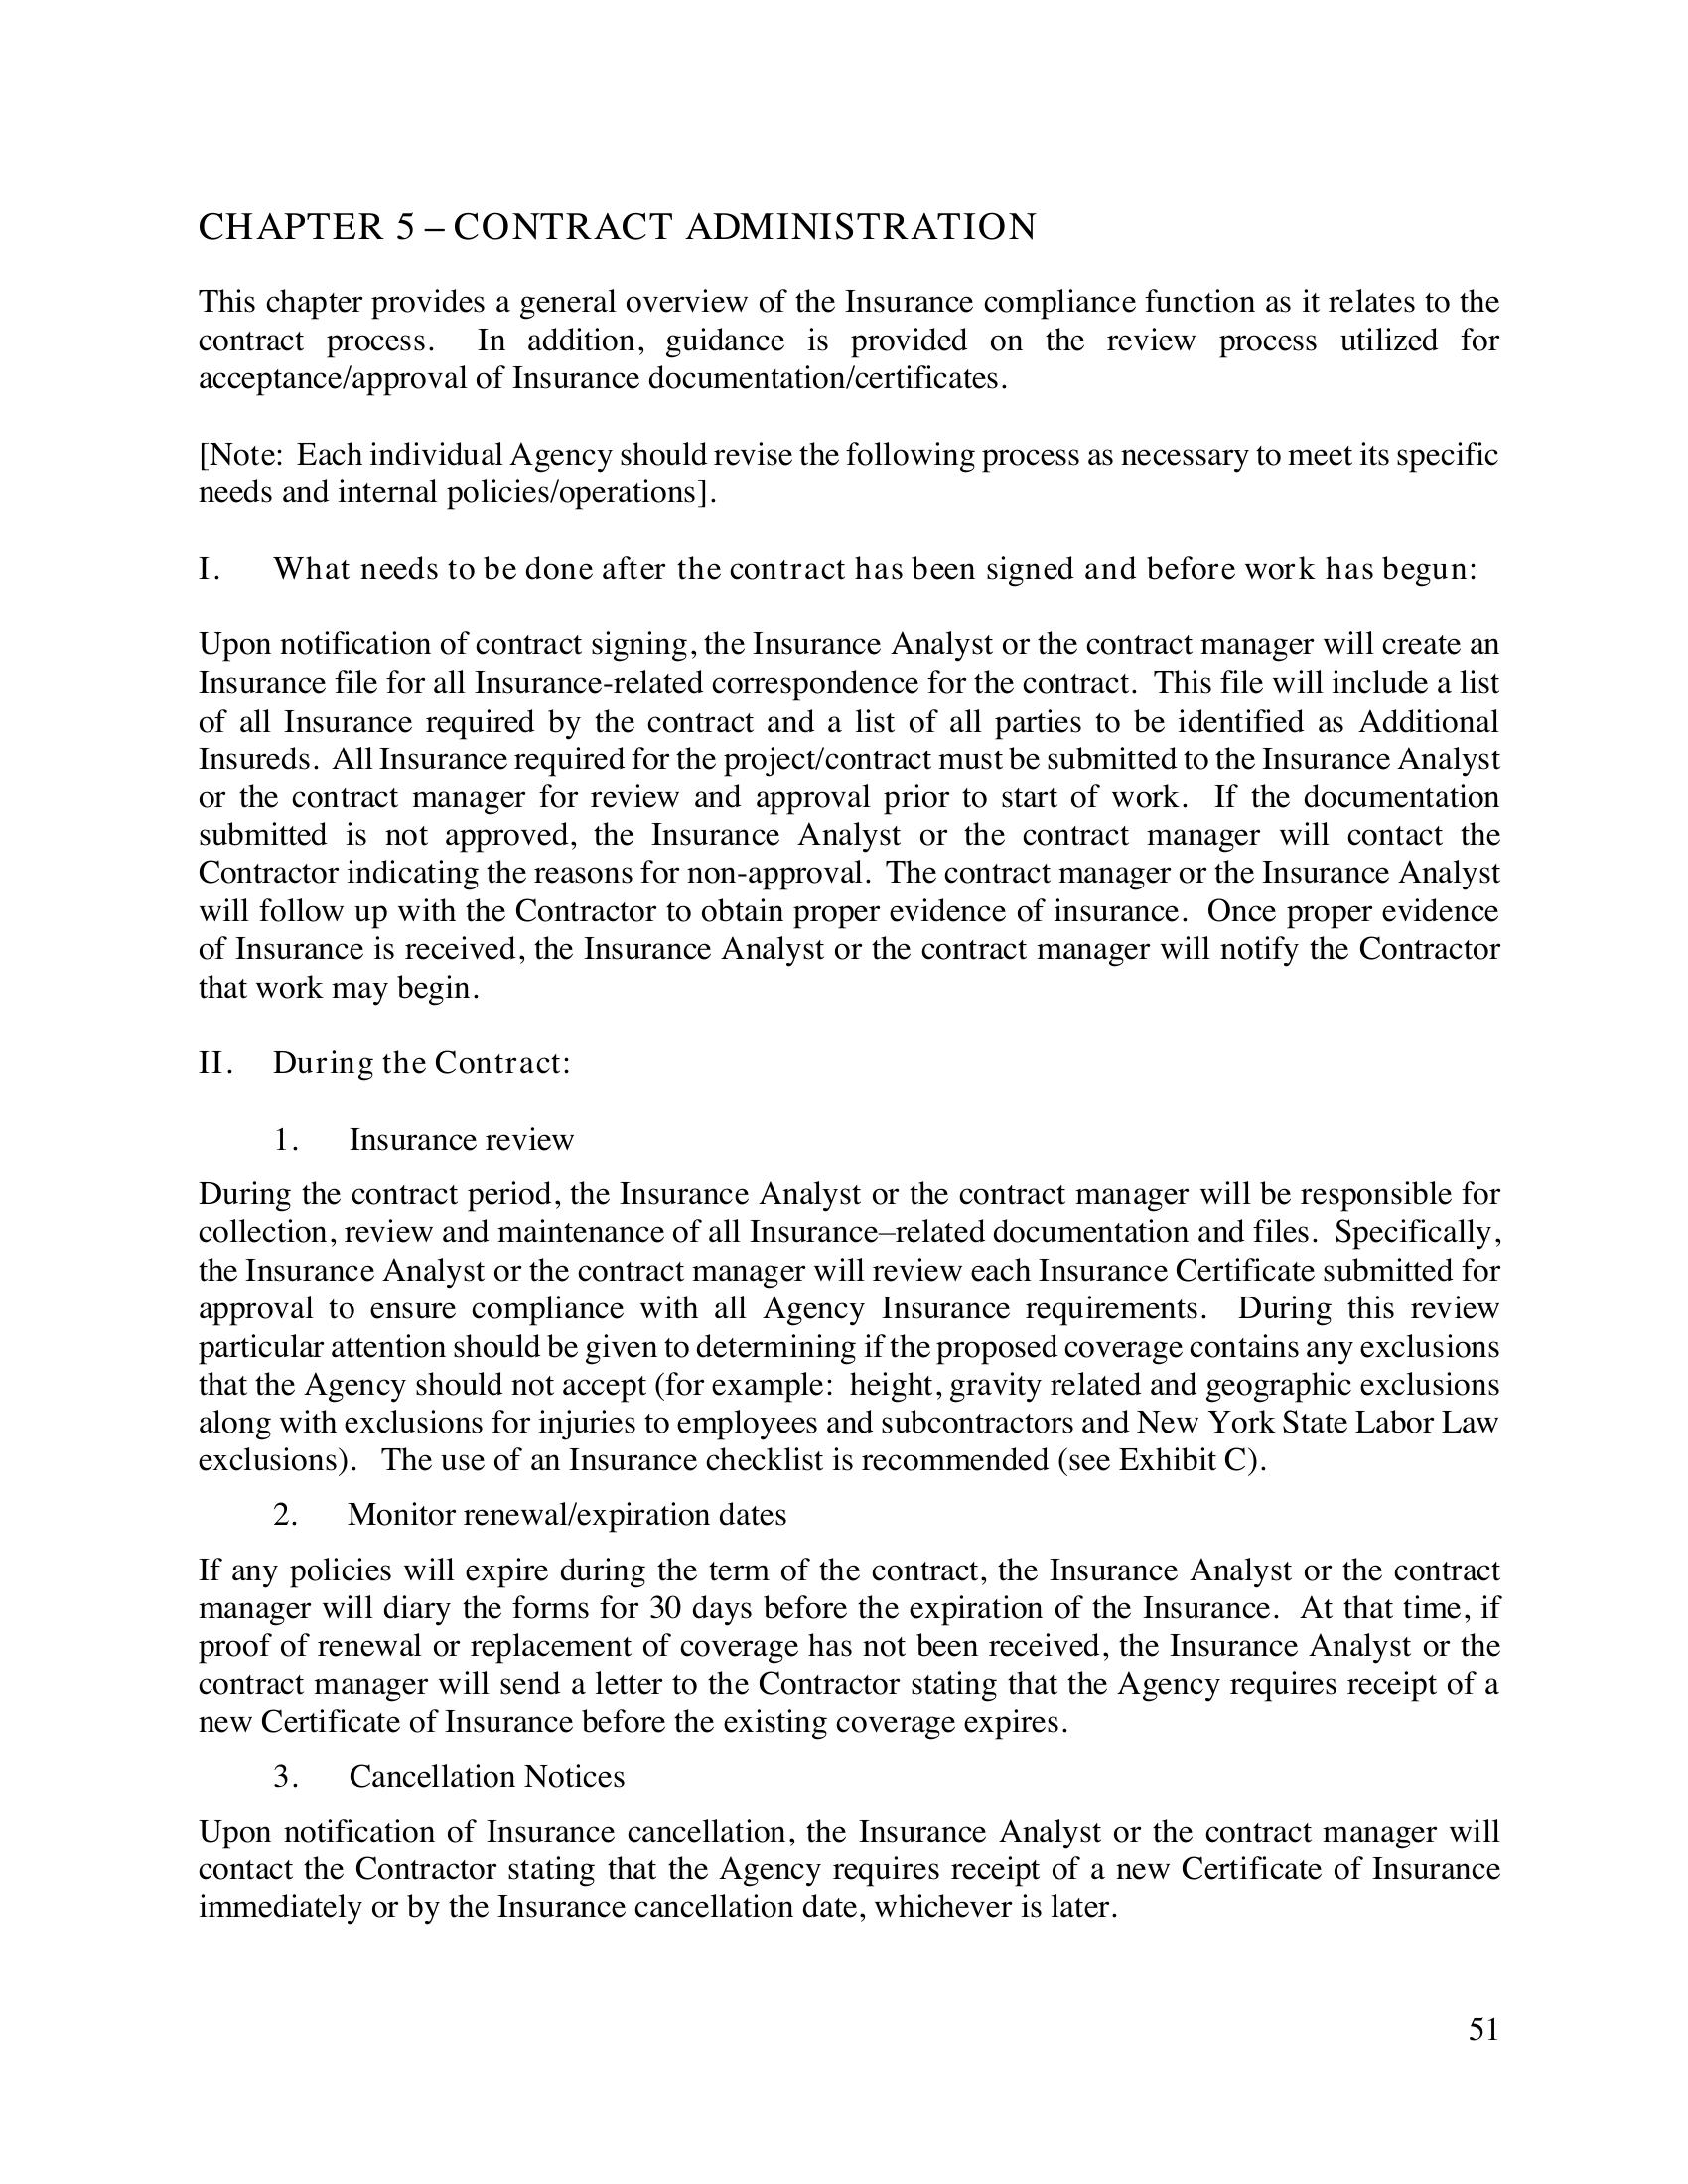 CHAPTER 5 – CONTRACT ADMINISTRATION
This chapter provides a general overview of the Insurance compliance function as it relates to the
contract process. In addition, guidance is provided on the review process utilized for
acceptance/approval of Insurance documentation/certificates.
[Note: Each individual Agency should revise the following process as necessary to meet its specific
needs and internal policies/operations].
I. What needs to be done after the contract has been signed and before work has begun:
Upon notification of contract signing, the Insurance Analyst or the contract manager will create an
Insurance file for all Insurance-related correspondence for the contract. This file will include a list
of all Insurance required by the contract and a list of all parties to be identified as Additional
Insureds. All Insurance required for the project/contract must be submitted to the Insurance Analyst
or the contract manager for review and approval prior to start of work. If the documentation
submitted is not approved, the Insurance Analyst or the contract manager will contact the
Contractor indicating the reasons for non-approval. The contract manager or the Insurance Analyst
will follow up with the Contractor to obtain proper evidence of insurance. Once proper evidence
of Insurance is received, the Insurance Analyst or the contract manager will notify the Contractor
that work may begin.
II. During the Contract:
1. Insurance review
During the contract period, the Insurance Analyst or the contract manager will be responsible for
collection, review and maintenance of all Insurance–related documentation and files. Specifically,
the Insurance Analyst or the contract manager will review each Insurance Certificate submitted for
approval to ensure compliance with all Agency Insurance requirements. During this review
particular attention should be given to determining if the proposed coverage contains any exclusions
that the Agency should not accept (for example: height, gravity related and geographic exclusions
along with exclusions for injuries to employees and subcontractors and New York State Labor Law
exclusions). The use of an Insurance checklist is recommended (see Exhibit C).
2. Monitor renewal/expiration dates
If any policies will expire during the term of the contract, the Insurance Analyst or the contract
manager will diary the forms for 30 days before the expiration of the Insurance. At that time, if
proof of renewal or replacement of coverage has not been received, the Insurance Analyst or the
contract manager will send a letter to the Contractor stating that the Agency requires receipt of a
new Certificate of Insurance before the existing coverage expires.
3. Cancellation Notices
Upon notification of Insurance cancellation, the Insurance Analyst or the contract manager will
contact the Contractor stating that the Agency requires receipt of a new Certificate of Insurance
immediately or by the Insurance cancellation date, whichever is later.
51